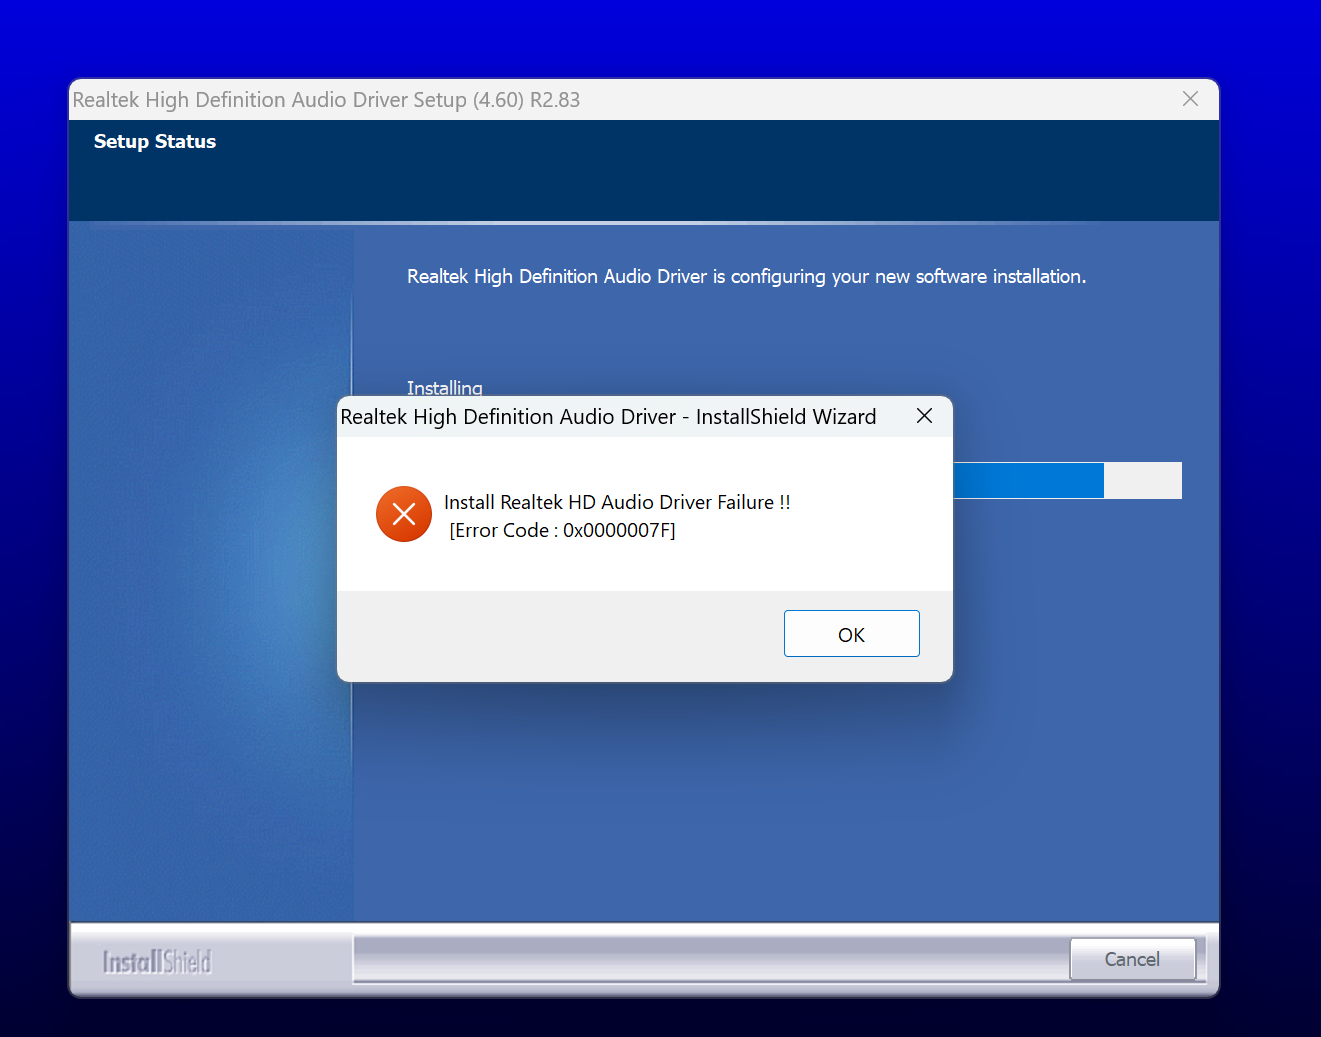 Realtek High Definition Audio Driver Setup (4.60) R2.83
Setup Status
Realtek High Definition Audio Driver is configuring your new software installation.
Installing
Realtek High Definition Audio Driver - InstallShield Wizard
Install Realtek HD Audio Driver Failure !!
[Error Code : 0x0000007F]
OK
InstallShield
Cancel